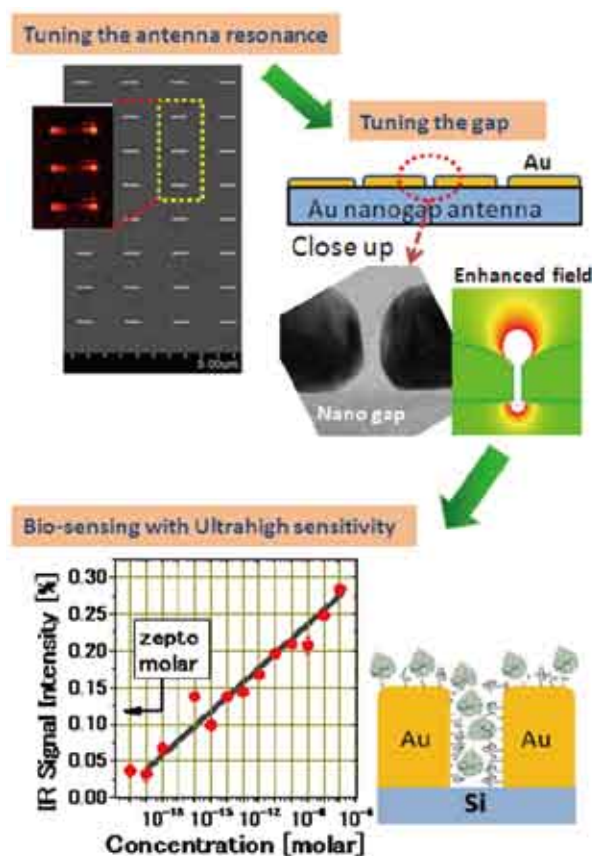 Tuning the antenna resonance
5.00um
Tuning the gap
Au
Au nanogap antenna
Close up
Enhanced field
Nano gap
Bio-sensing with Ultrahigh sensitivity
IR Signal Intensity [%]
0.30
0.25
0.20
0.15
0.10
0.05
0.00
zepto
molar
10⁻¹⁸ 10⁻¹⁵ 10⁻¹² 10⁻⁹ 10⁻⁶
Concentration [molar]
Au Au
Si